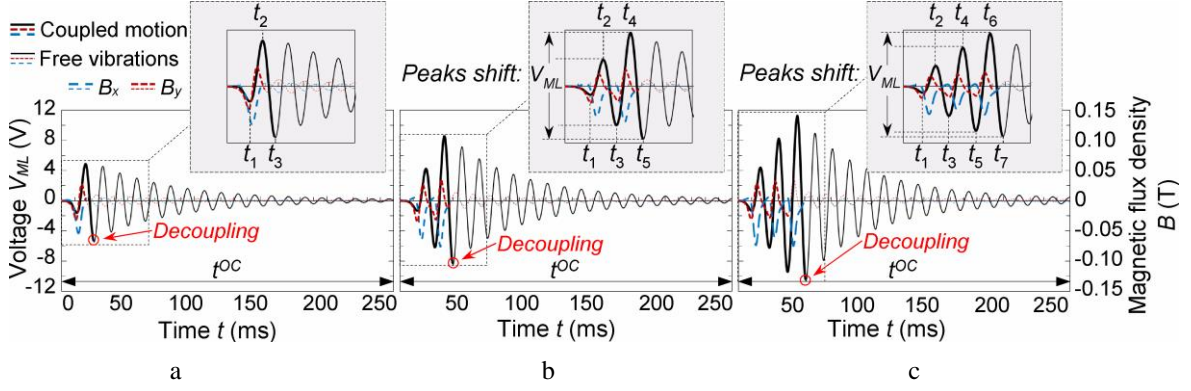 Coupled motion
Free vibrations
Bx By
t2
t1 t3
Peaks shift: VML
t2 t4
t1 t3 t5
Peaks shift: VML
t2 t4 t6
t1 t3 t5 t7
Voltage VML (V)
12
8
4
0
-4
-8
-12
Decoupling
tOC
0 50 100 150 200 250
Time t (ms)
Decoupling
tOC
50 100 150 200 250
Time t (ms)
Decoupling
tOC
50 100 150 200 250
Time t (ms)
0.15
0.10
0.05
0
-0.05
-0.10
-0.15
Magnetic flux density
B (T)
a b c